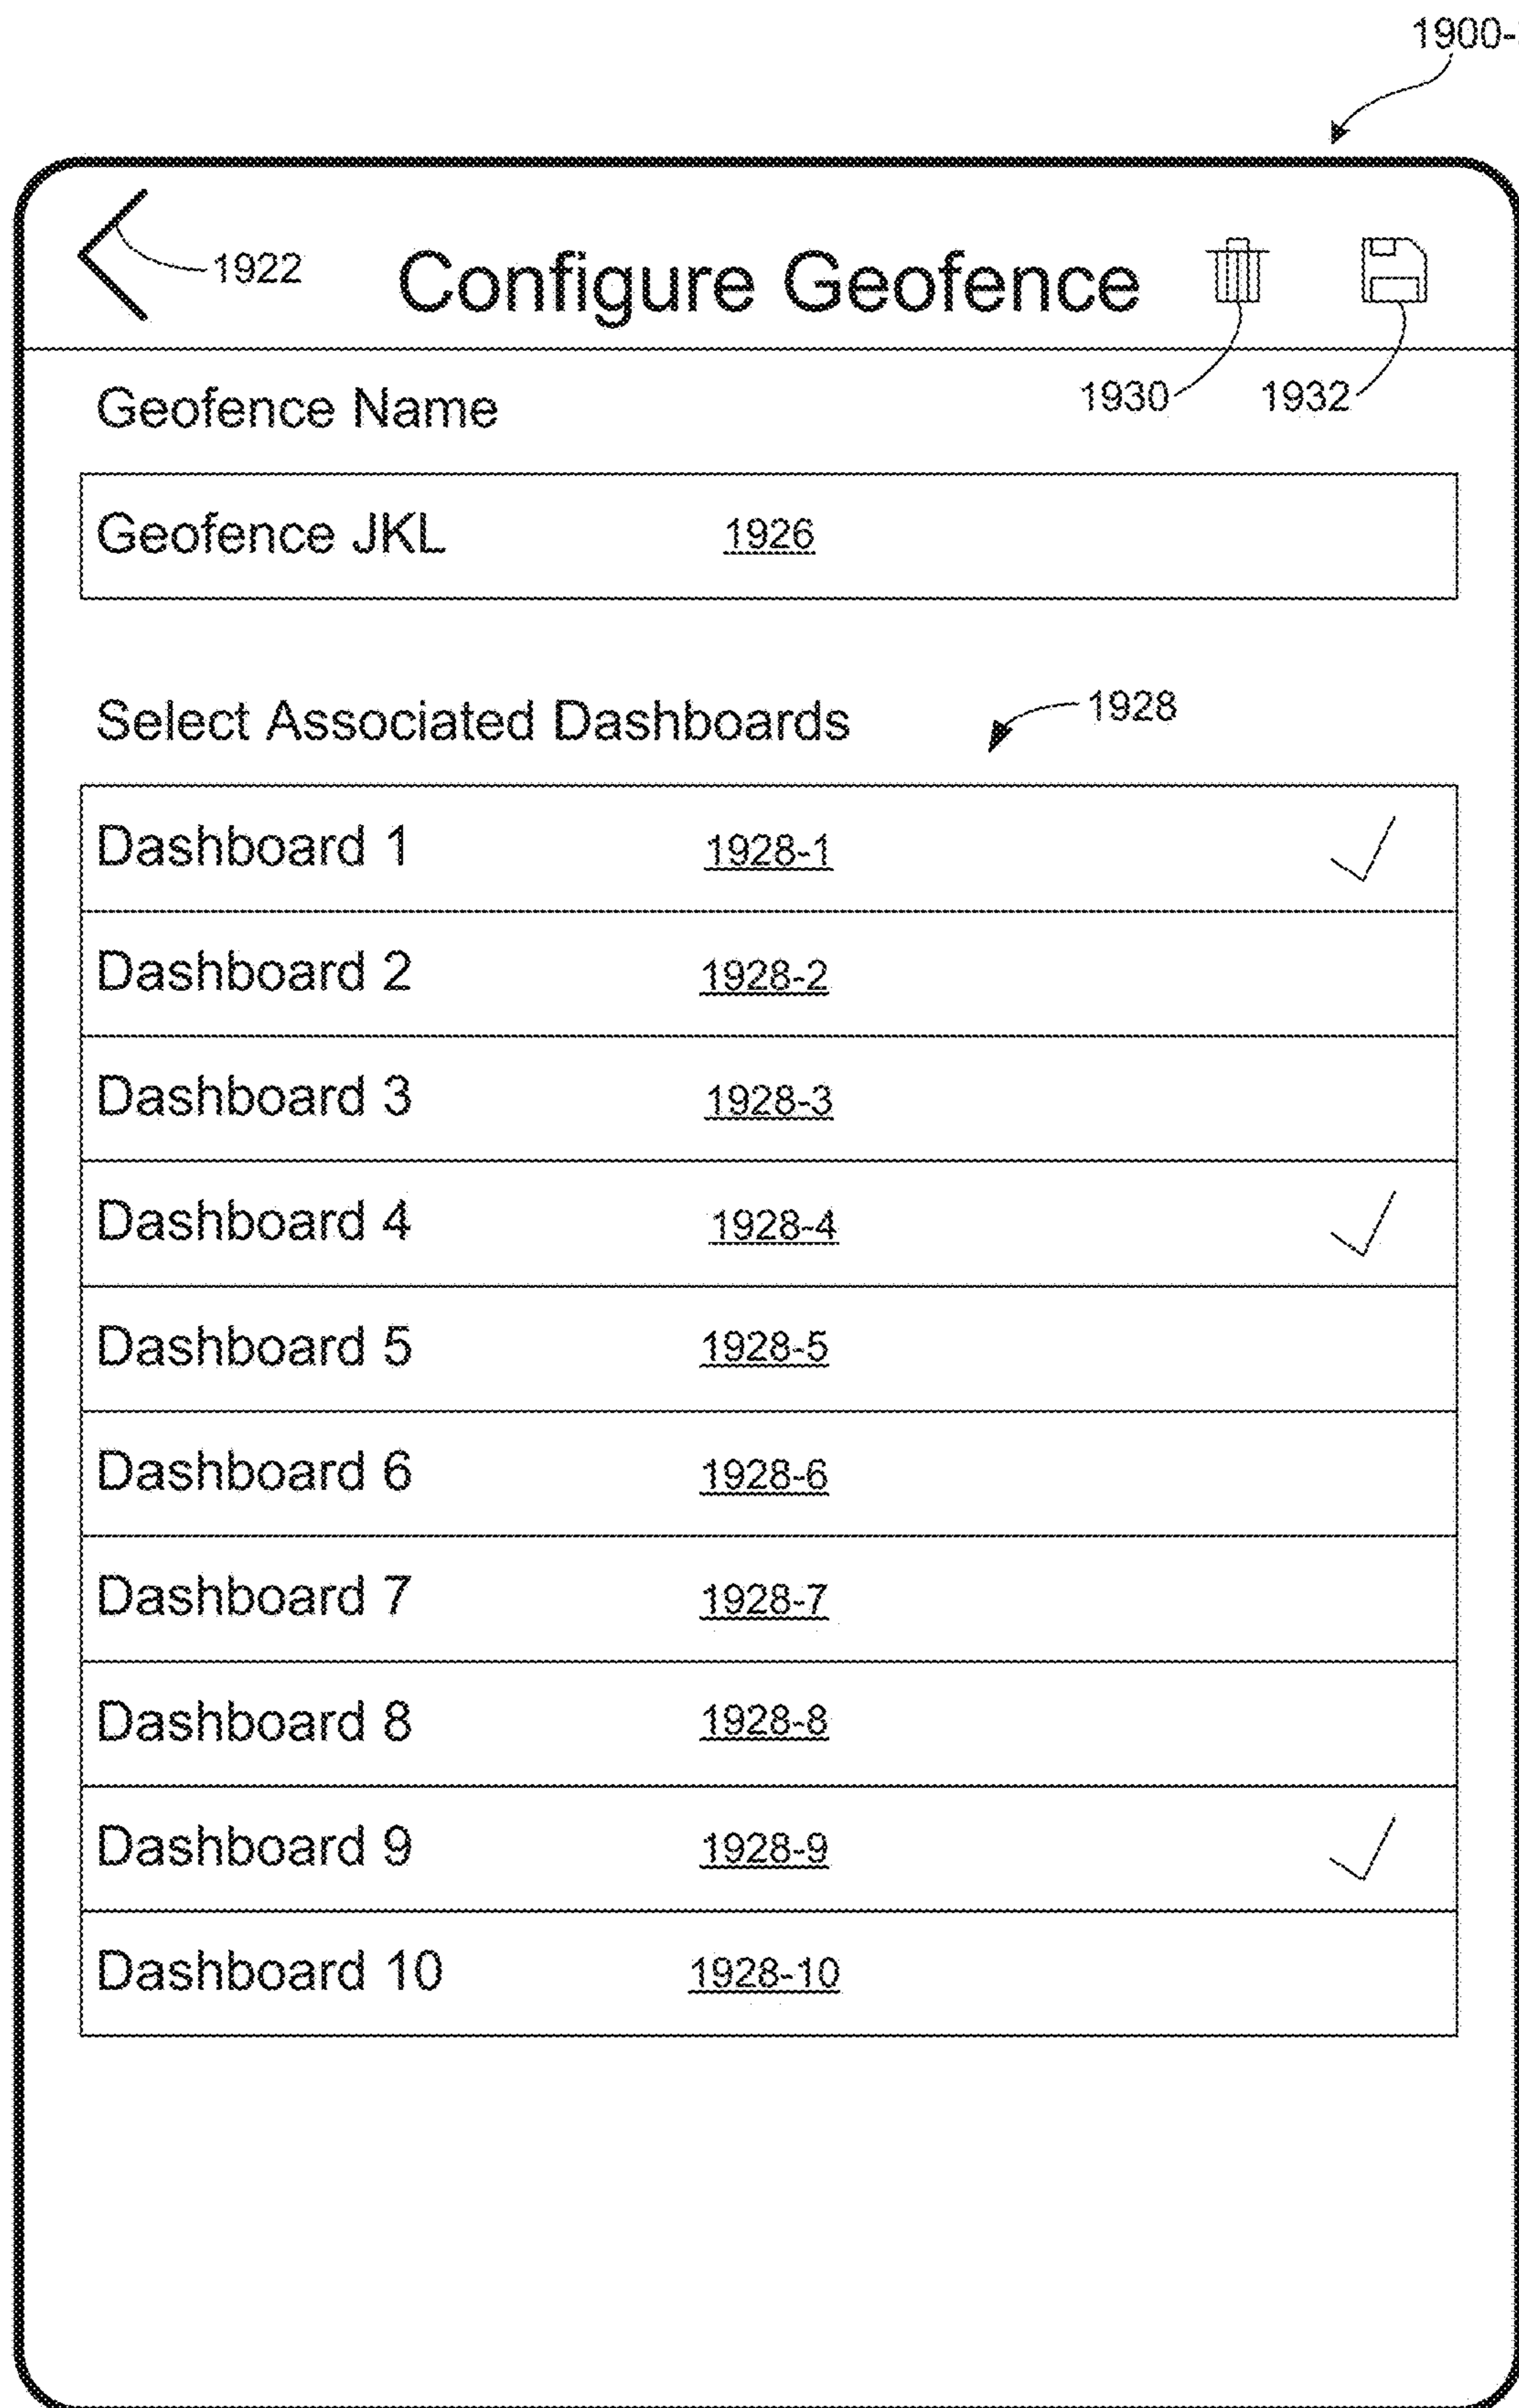 1900-
1922
Configure Geofence
1930
1932
Geofence Name
Geofence JKL 1926
Select Associated Dashboards
1928
Dashboard 1 1928-1
Dashboard 2 1928-2
Dashboard 3 1928-3
Dashboard 4 1928-4
Dashboard 5 1928-5
Dashboard 6 1928-6
Dashboard 7 1928-7
Dashboard 8 1928-8
Dashboard 9 1928-9
Dashboard 10 1928-10